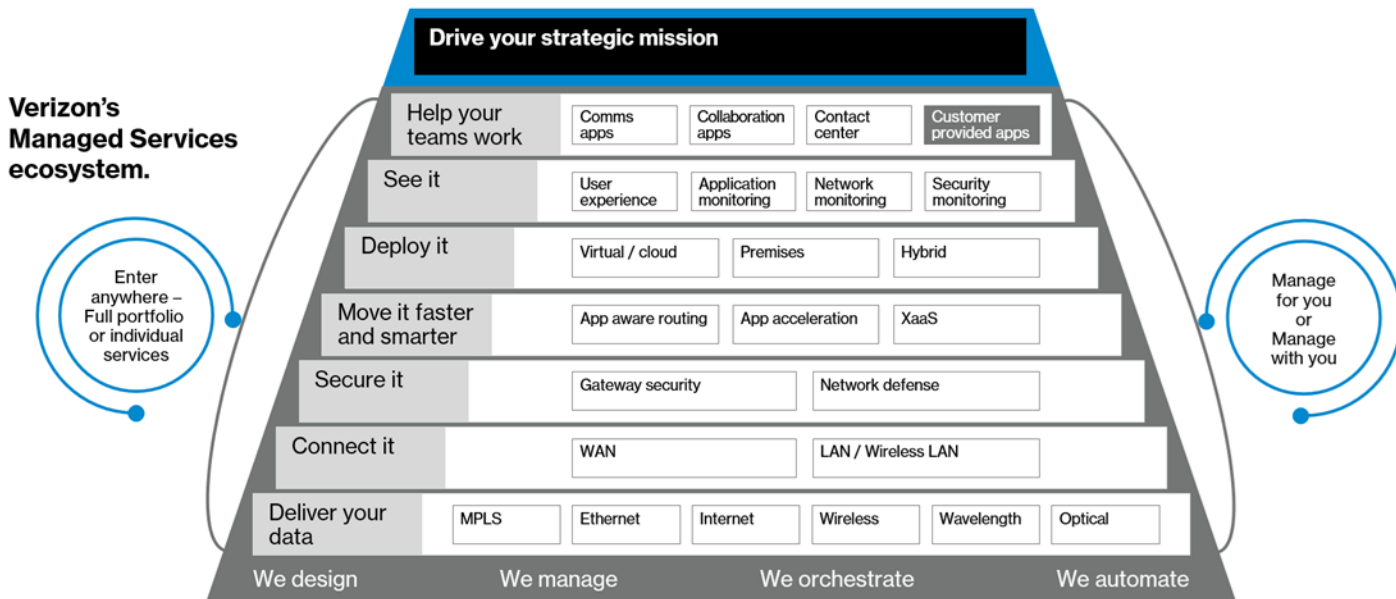 Drive your strategic mission
Verizon's
Managed Services
ecosystem.
Help your
teams work
Comms
apps
Collaboration
apps
Contact
center
Customer
provided apps
See it
User
experience
Application
monitoring
Network
monitoring
Security
monitoring
Deploy it
Virtual / cloud
Premises
Hybrid
Enter
anywhere –
Full portfolio
or individual
services
Manage
for you
or
Manage
with you
Move it faster
and smarter
App aware routing
App acceleration
XaaS
Secure it
Gateway security
Network defense
Connect it
WAN
LAN / Wireless LAN
Deliver your
data
MPLS
Ethernet
Internet
Wireless
Wavelength
Optical
We design
We manage
We orchestrate
We automate